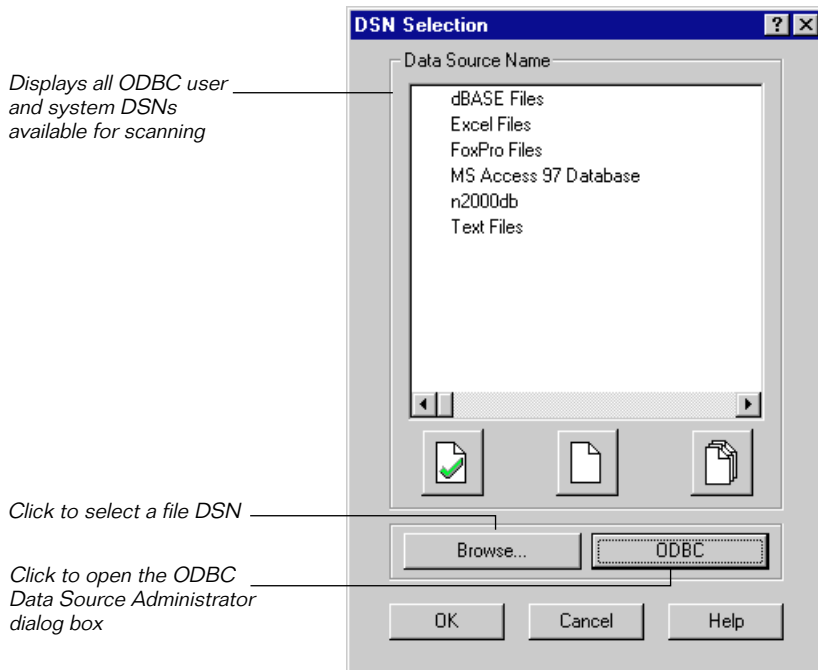 DSN Selection
Data Source Name
Displays all ODBC user
and system DSNs
available for scanning
dBASE Files
Excel Files
FoxPro Files
MS Access 97 Database
n2000db
Text Files
Click to select a file DSN
Browse...
ODBC
Click to open the ODBC
Data Source Administrator
dialog box
OK
Cancel
Help